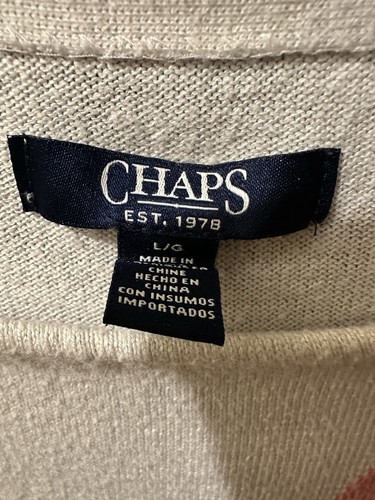 CHAPS
EST. 1978
L/G
MADE IN
CHINE
HECHO EN
CHINA
CON INSUMOS
IMPORTADOS